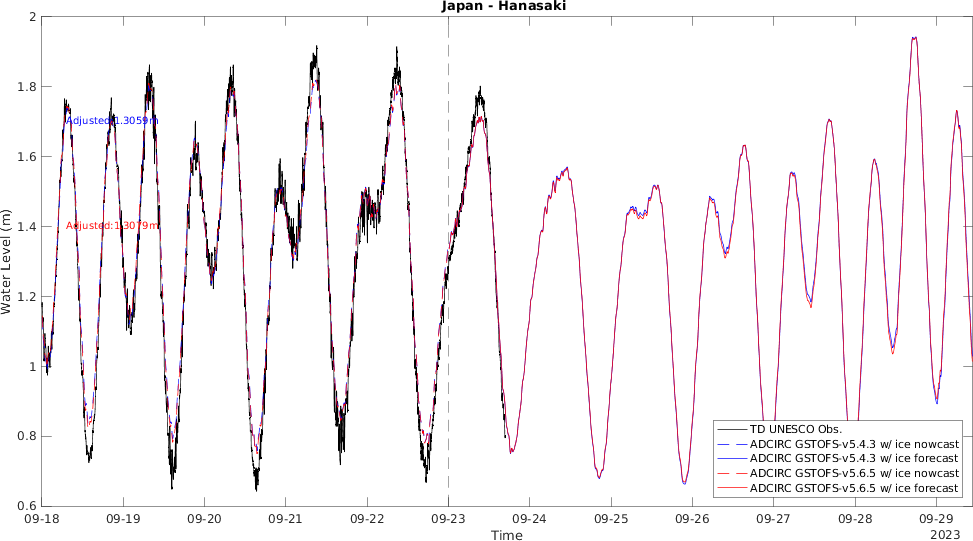 Japan - Hanasaki
Water Level (m)
2
1.8
1.6
1.4
1.2
1
0.8
0.6
Adjusted:1.3059m
Adjusted:1.3079m
TD UNESCO Obs.
ADCIRC GSTOFS-v5.4.3 w/ ice nowcast
ADCIRC GSTOFS-v5.4.3 w/ ice forecast
ADCIRC GSTOFS-v5.6.5 w/ ice nowcast
ADCIRC GSTOFS-v5.6.5 w/ ice forecast
09-18 09-19 09-20 09-21 09-22 09-23 09-24 09-25 09-26 09-27 09-28 09-29
2023
Time